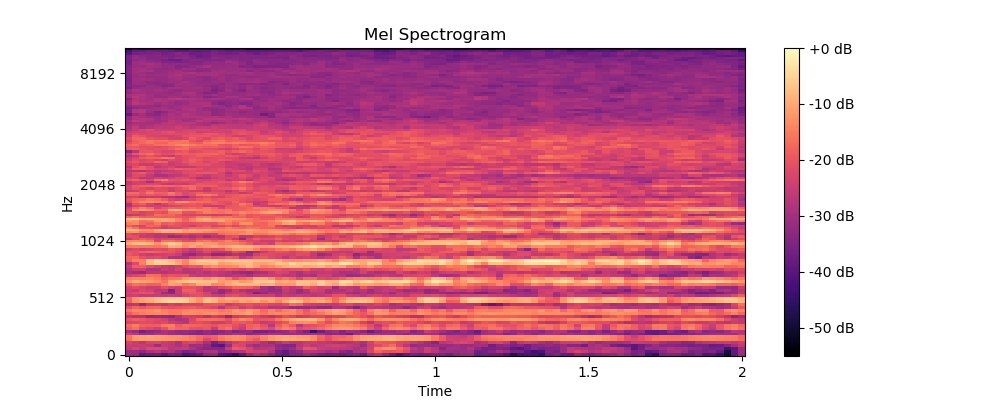 Mel Spectrogram
Hz
8192
4096
2048
1024
512
0
0 0.5 1 1.5 2
Time
+0 dB
-10 dB
-20 dB
-30 dB
-40 dB
-50 dB